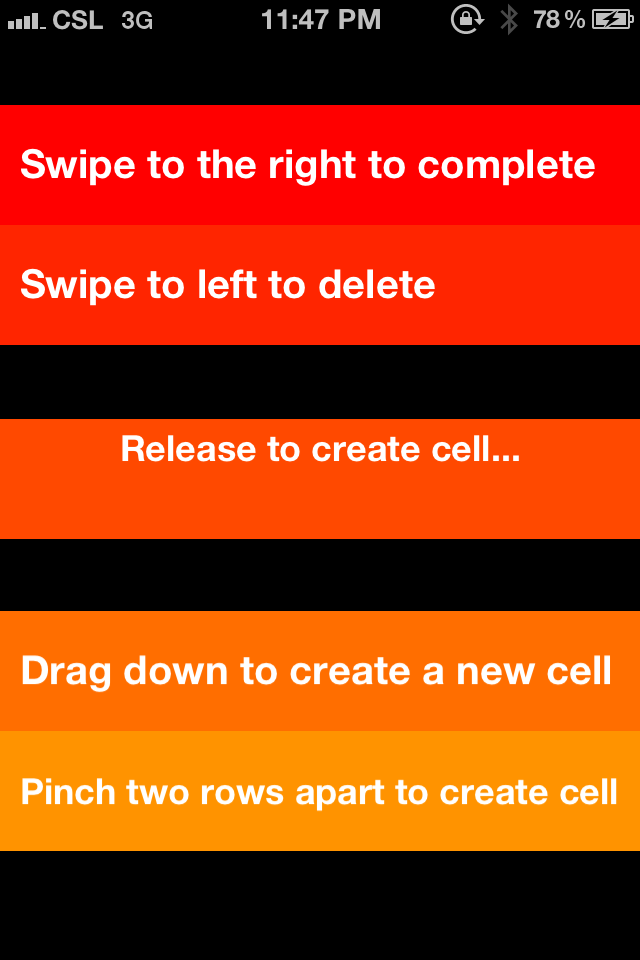 CSL 3G 11:47 PM 78%
Swipe to the right to complete
Swipe to left to delete
Release to create cell...
Drag down to create a new cell
Pinch two rows apart to create cell